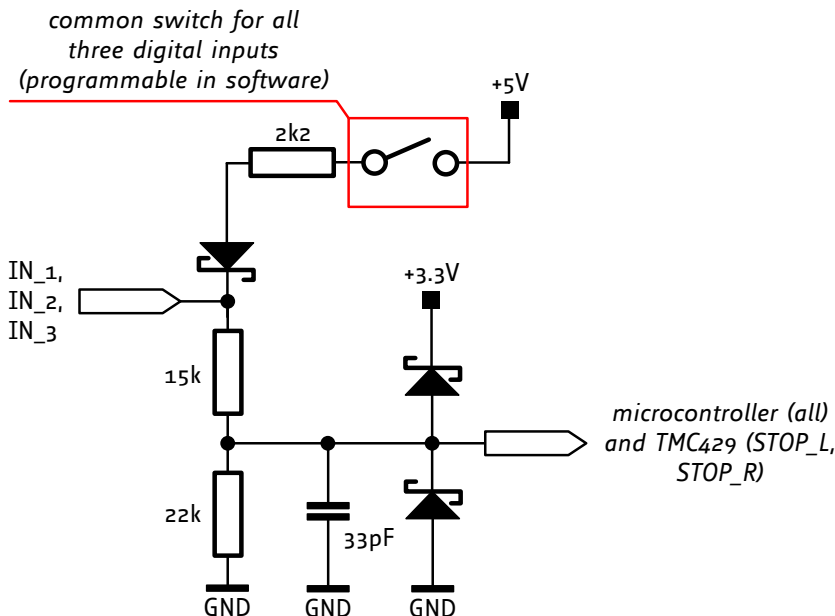 common switch for all
three digital inputs
(programmable in software)
+5V
2k2
IN_1,
IN_2,
IN_3
+3.3V
15k
microcontroller (all)
and TMC429 (STOP_L,
STOP_R)
22k
33pF
GND
GND
GND